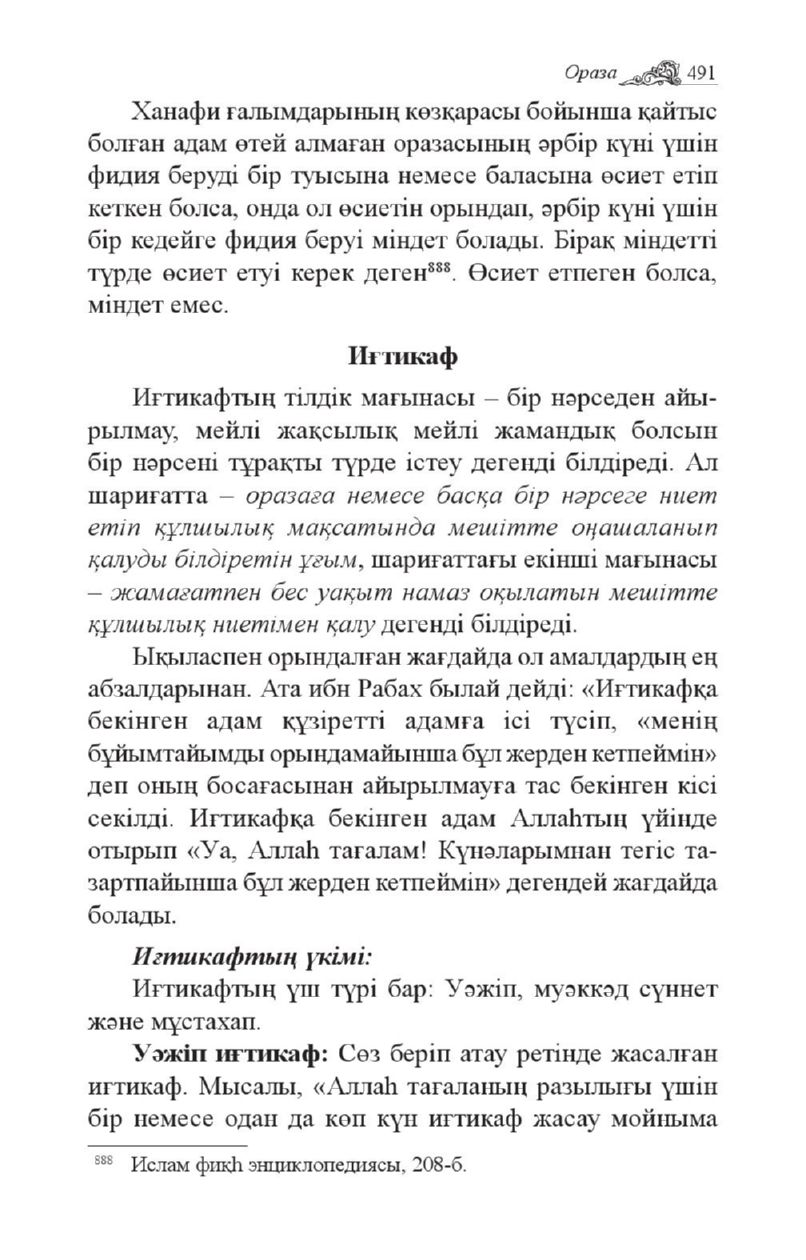 Ораза 491
Ханафи ғалымдарының көзқарасы бойынша қайтыс
болған адам өтей алмаған оразасының әрбір күні үшін
фидия беруді бір туысына немесе баласына өсиет етіп
кеткен болса, онда ол өсиетін орындап, әрбір күні үшін
бір кедейге фидия беруі міндет болады. Бірақ міндетті
түрде өсиет етуі керек деген⁸⁸⁸. Өсиет етпеген болса,
міндет емес.
Иғтикаф
Иғтикафтың тілдік мағынасы – бір нәрседен айы-
рылмау, мейлі жақсылық мейлі жамандық болсын
бір нәрсені тұрақты түрде істеу дегенді білдіреді. Ал
шариғатта – оразаға немесе басқа бір нәрсеге ниет
етіп құлшылық мақсатында мешітте оңашаланып
қалуды білдіретін ұғым, шариғаттағы екінші мағынасы
– жамағатпен бес уақыт намаз оқылатын мешітте
құлшылық ниетімен қалу дегенді білдіреді.
Ықыласпен орындалған жағдайда ол амалдардың ең
абзалдарынан. Ата ибн Рабах былай дейді: «Иғтикафқа
бекінген адам құзіретті адамға ісі түсіп, «менің
бұйымтайымды орындамайынша бұл жерден кетпеймін»
деп оның босағасынан айырылмауға тас бекінген кісі
секілді. Иғтикафқа бекінген адам Аллаһтың үйінде
отырып «Уа, Аллаһ тағалам! Күнәларымнан тегіс та-
зартпайынша бұл жерден кетпеймін» дегендей жағдайда
болады.
Иғтикафтың үкімі:
Иғтикафтың үш түрі бар: Уәжіп, муәккәд сүннет
және мұстахап.
Уәжіп иғтикаф: Сөз беріп атау ретінде жасалған
иғтикаф. Мысалы, «Аллаһ тағаланың разылығы үшін
бір немесе одан да көп күн иғтикаф жасау мойныма
⁸⁸⁸ Ислам фиқһ энциклопедиясы, 208-б.